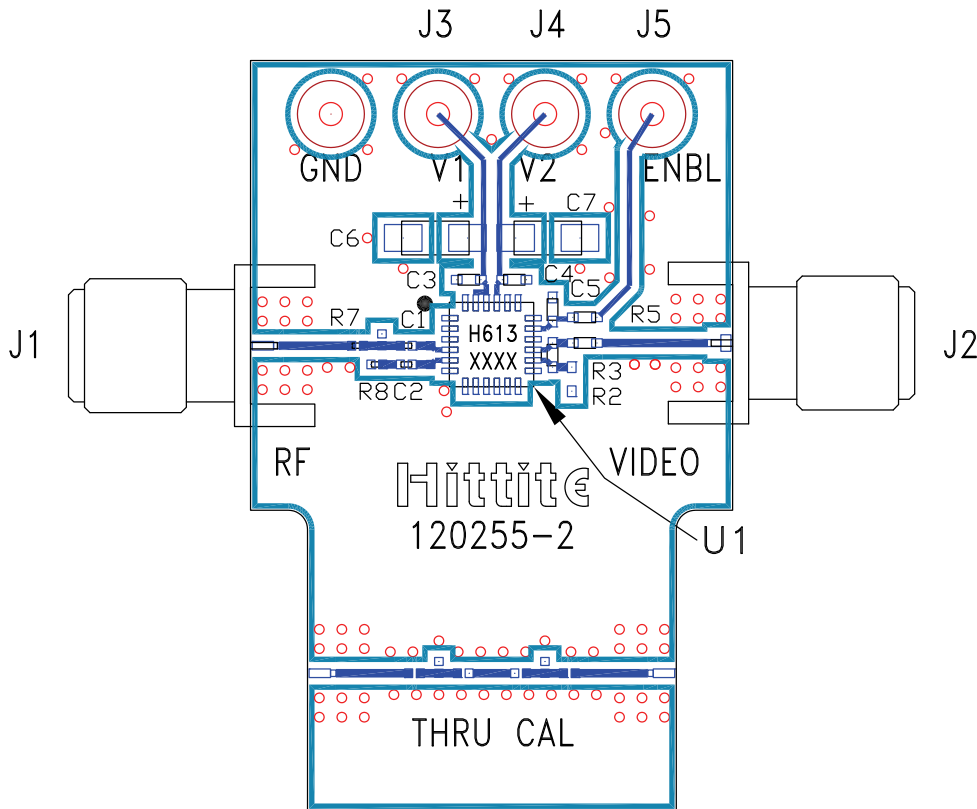 J3 J4 J5
GND V1 V2 ENBL
+ +
C6 C7
C3 C4
C5
R7 C1 R5
H613
XXXX
J1 J2
R8 C2 R3
R2
RF VIDEO
Hittite
120255-2
U1
THRU CAL